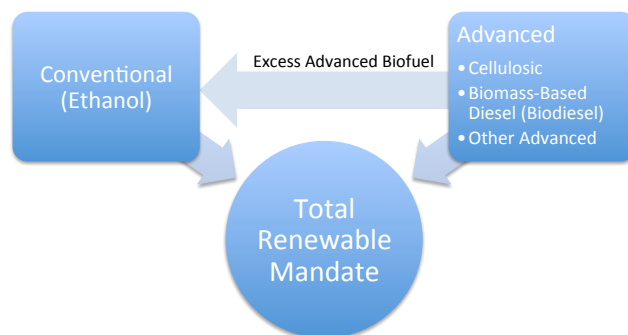 Conventional
(Ethanol)
Excess Advanced Biofuel
Advanced
• Cellulosic
• Biomass-Based
Diesel (Biodiesel)
• Other Advanced
Total
Renewable
Mandate